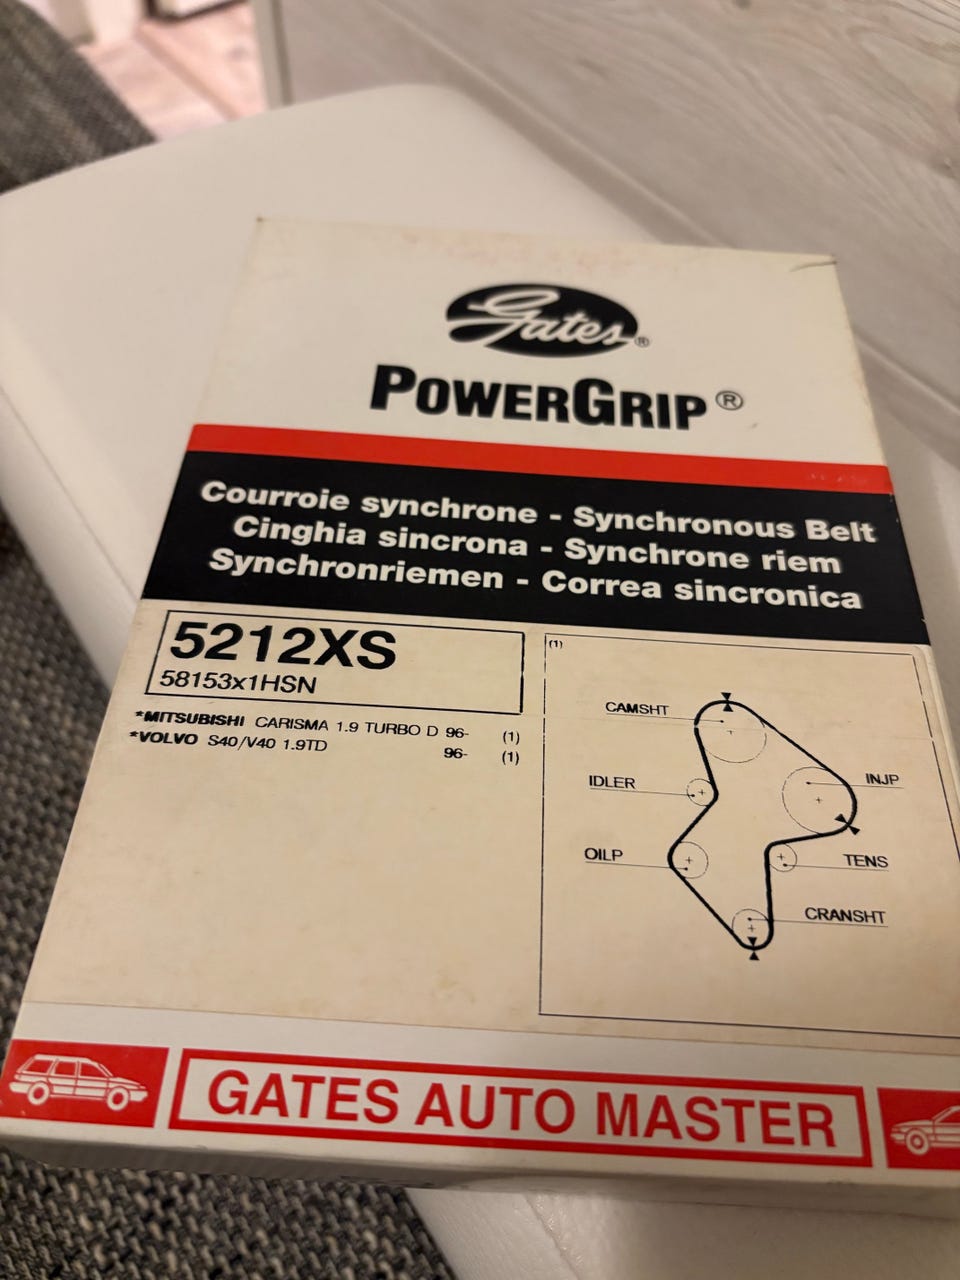 Gates®
POWERGRIP®
Courroie synchrone - Synchronous Belt
Cinghia sincrona - Synchrone riem
Synchronriemen - Correa sincronica
5212XS
58153x1HSN
*MITSUBISHI CARISMA 1.9 TURBO D 96- (1)
*VOLVO S40/V40 1.9TD 96- (1)
(1)
CAMSHT
IDLER
INJP
OILP
TENS
CRANSHT
GATES AUTO MASTER